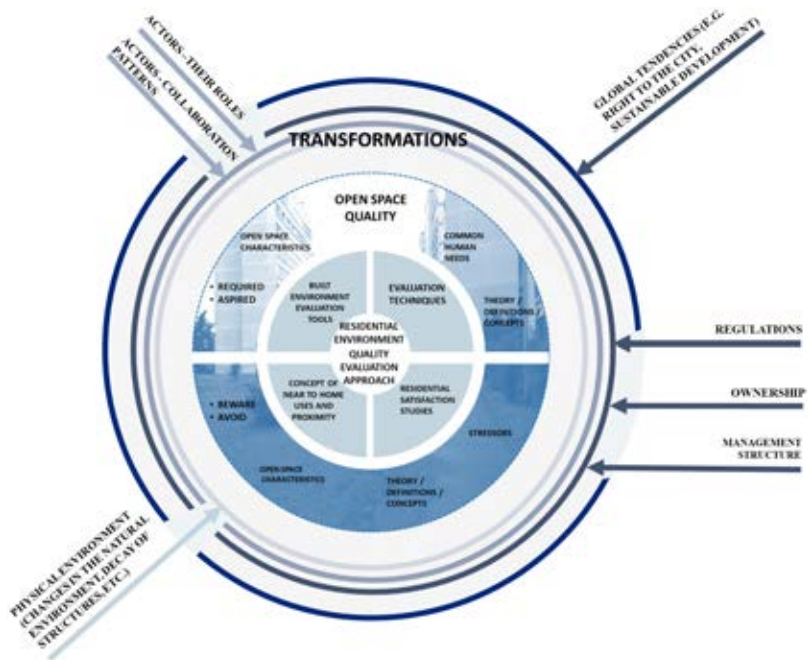 ACTORS - THEIR ROLES
ACTORS - COLLABORATION
PATTERNS
GLOBAL TENDENCIES (E.G.
RIGHT TO THE CITY,
SUSTAINABLE DEVELOPMENT)
TRANSFORMATIONS
OPEN SPACE
QUALITY
OPEN SPACE
CHARACTERISTICS
COMMON
HUMAN
NEEDS
• REQUIRED
• ASPIRED
BUILT
ENVIRONMENT
EVALUATION
TOOLS
EVALUATION
TECHNIQUES
THEORY /
DEFINITIONS /
CONCEPTS
RESIDENTIAL
ENVIRONMENT
QUALITY
EVALUATION
APPROACH
REGULATIONS
• BEWARE
• AVOID
CONCEPT OF
NEAR TO HOME
USES AND
PROXIMITY
RESIDENTIAL
SATISFACTION
STUDIES
STRESSORS
OWNERSHIP
MANAGEMENT
STRUCTURE
OPEN SPACE
CHARACTERISTICS
THEORY /
DEFINITIONS /
CONCEPTS
PHYSICAL ENVIRONMENT
(CHANGES IN THE NATURAL
ENVIRONMENT, DECAY OF
STRUCTURES, ETC.)